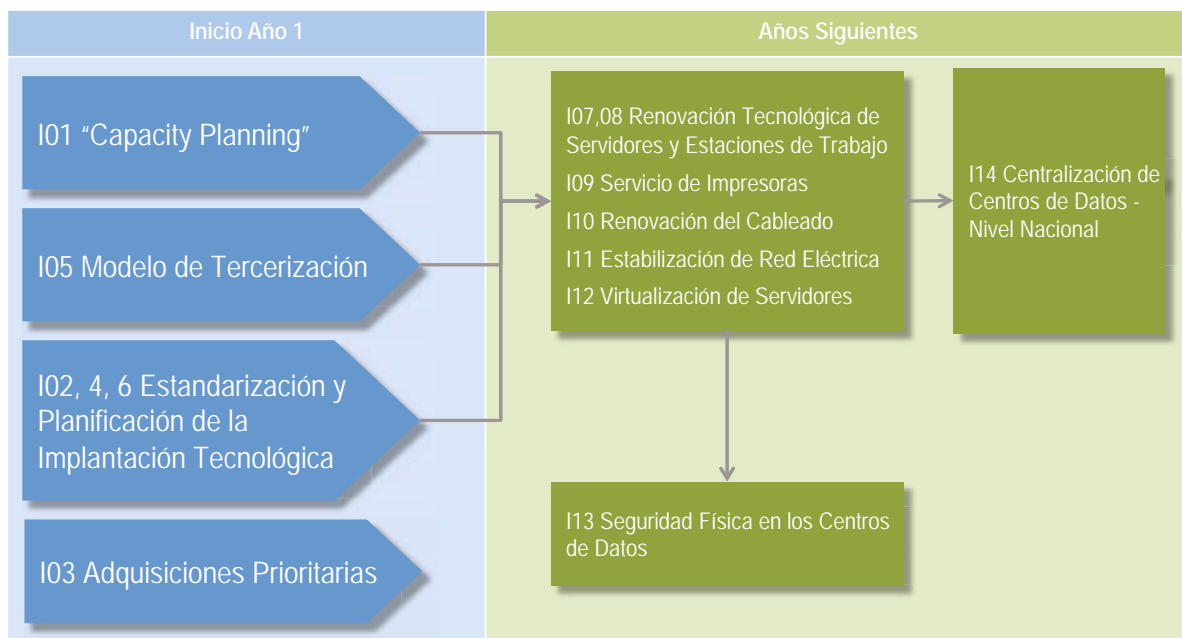 Inicio Año 1
Años Siguientes
I01 “Capacity Planning”
I05 Modelo de Tercerización
I02, 4, 6 Estandarización y
Planificación de la
Implantación Tecnológica
I03 Adquisiciones Prioritarias
I07,08 Renovación Tecnológica de
Servidores y Estaciones de Trabajo
I09 Servicio de Impresoras
I10 Renovación del Cableado
I11 Estabilización de Red Eléctrica
I12 Virtualización de Servidores
I14 Centralización de
Centros de Datos -
Nivel Nacional
I13 Seguridad Física en los Centros
de Datos